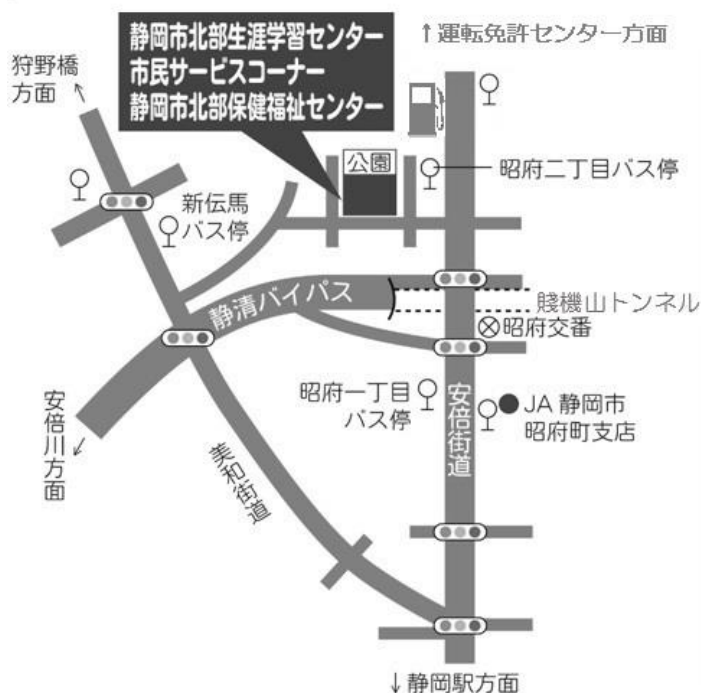 静岡市北部生涯学習センター
市民サービスコーナー
静岡市北部保健福祉センター
↑運転免許センター方面
狩野橋
方面
公園
昭府二丁目バス停
新伝馬
バス停
静清バイパス
賤機山トンネル
昭府交番
昭府一丁目
バス停
安倍街道
JA 静岡市
昭府町支店
安倍川方面
美和街道
↓静岡駅方面